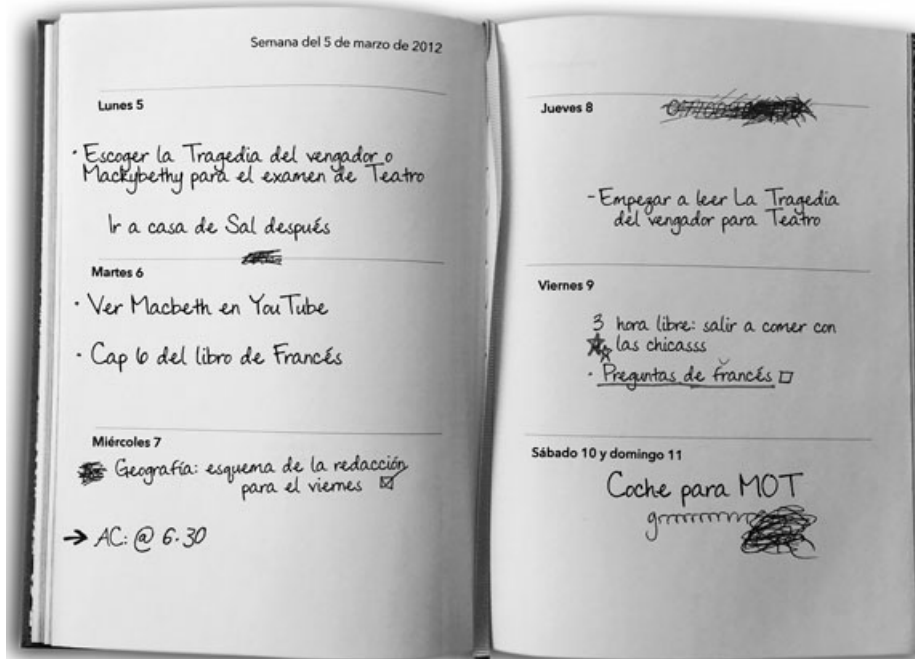 Semana del 5 de marzo de 2012
Lunes 5
· Escoger la Tragedia del vengador o
Mackybethy para el examen de Teatro
Ir a casa de Sal después
Martes 6
· Ver Macbeth en YouTube
· Cap 6 del libro de Francés
Miércoles 7
Geografía: esquema de la redacción
para el viernes ☑
→ AC: @ 6.30
Jueves 8
- Empezar a leer La Tragedia
del vengador para Teatro
Viernes 9
3 hora libre: salir a comer con
las chicasss
· Preguntas de francés ☐
Sábado 10 y domingo 11
Coche para MOT
grrrrrrrr